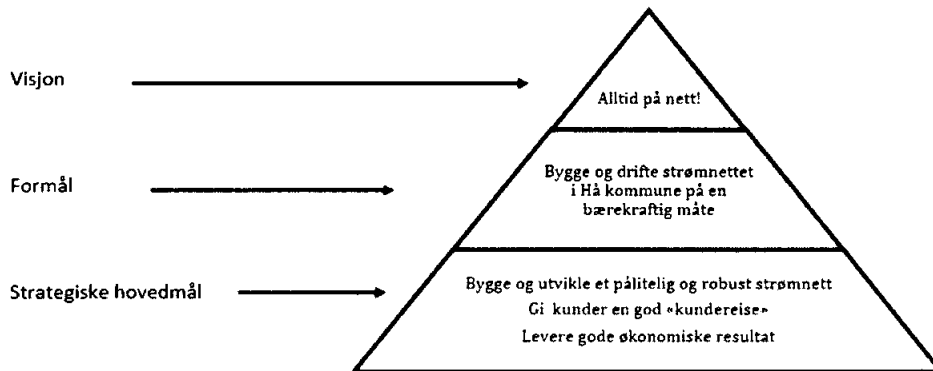 Visjon
Alltid på nett!
Formål
Bygge og drifte strømnettet
i Hå kommune på en
bærekraftig måte
Strategiske hovedmål
Bygge og utvikle et pålitelig og robust strømnett
Gi kunder en god «kundereise»
Levere gode økonomiske resultat